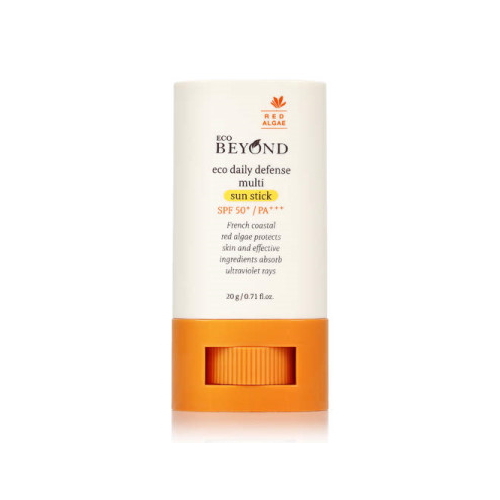 RED
ALGAE
ECO
BEYOND
eco daily defense
multi
sun stick
SPF 50+ / PA+++
French coastal
red algae protects
skin and effective
ingredients absorb
ultraviolet rays
20 g / 0.71 fl.oz.